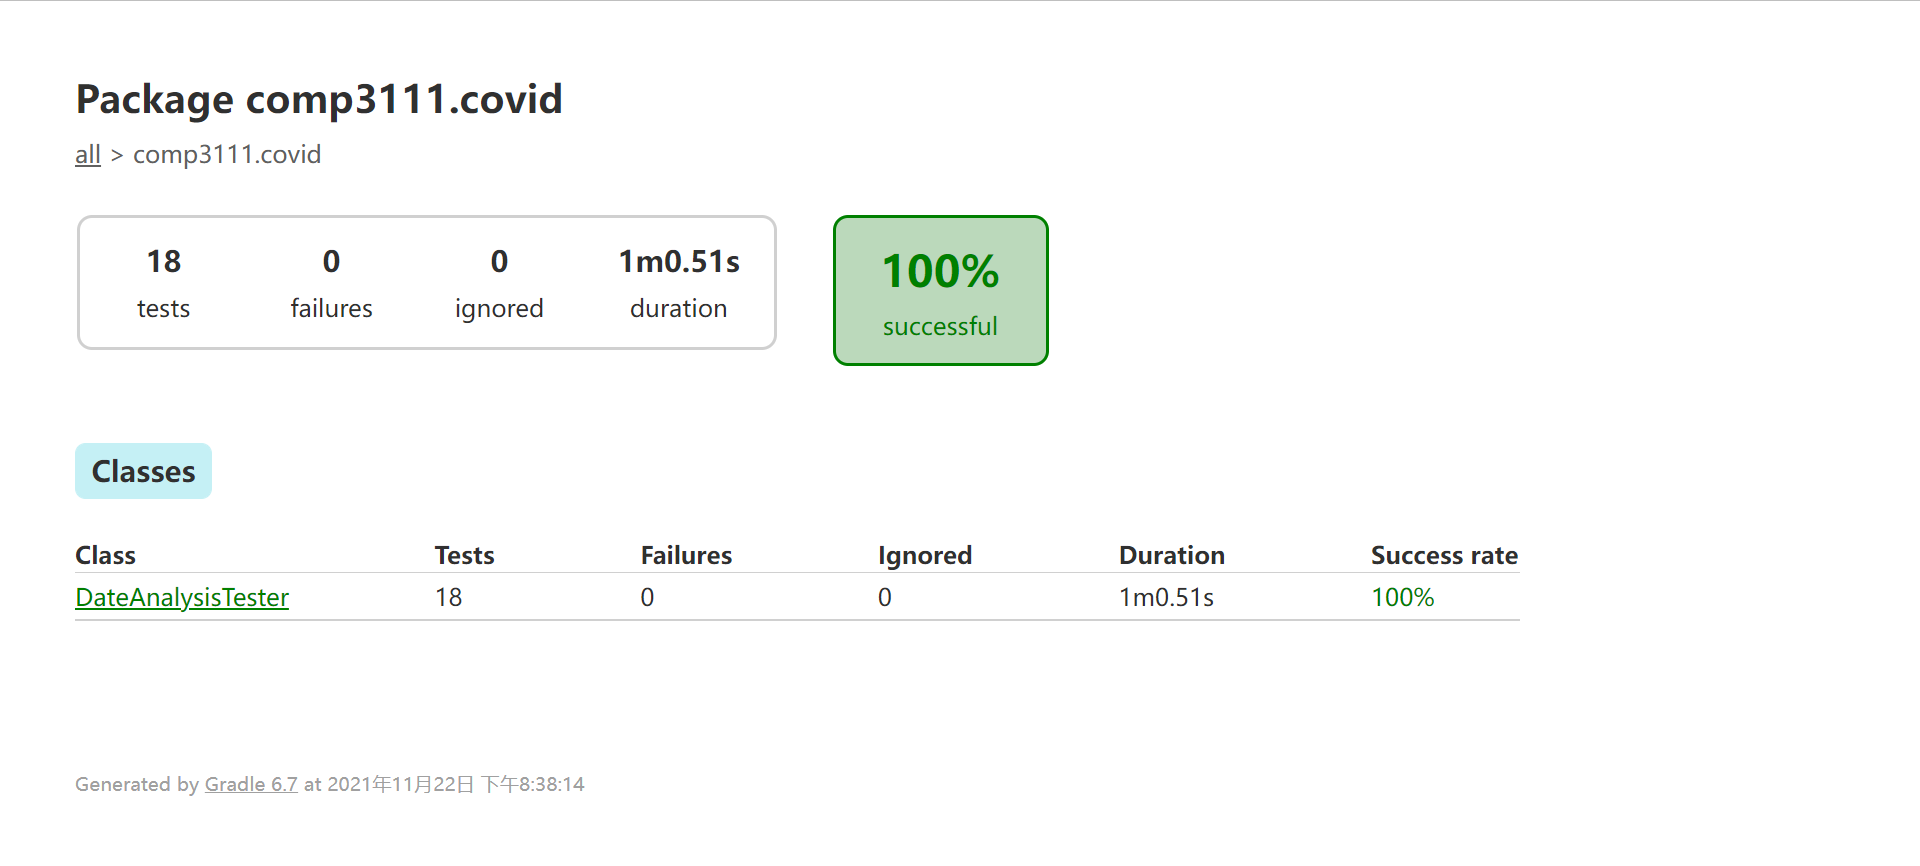 Package comp3111.covid
all > comp3111.covid
18 0 0 1m0.51s
tests failures ignored duration
100%
successful
Classes
Class Tests Failures Ignored Duration Success rate
DateAnalysisTester 18 0 0 1m0.51s 100%
Generated by Gradle 6.7 at 2021年11月22日 下午8:38:14